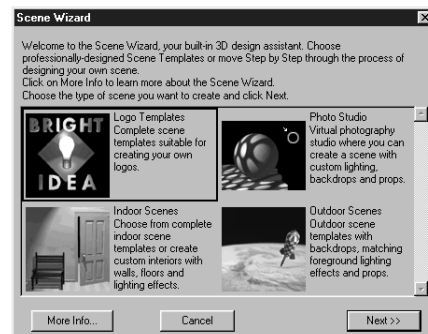 Scene Wizard
Welcome to the Scene Wizard, your built-in 3D design assistant. Choose
professionally-designed Scene Templates or move Step by Step through the process of
designing your own scene.
Click on More Info to learn more about the Scene Wizard.
Choose the type of scene you want to create and click Next.
BRIGHT
IDEA
Logo Templates
Complete scene
templates suitable for
creating your own
logos.
Photo Studio
Virtual photography
studio where you can
create a scene with
custom lighting,
backdrops and props.
Indoor Scenes
Choose from complete
indoor scene
templates or create
custom interiors with
walls, floors and
lighting effects.
Outdoor Scenes
Outdoor scene
templates with
backdrops, matching
foreground lighting
effects and props.
More Info...
Cancel
Next >>